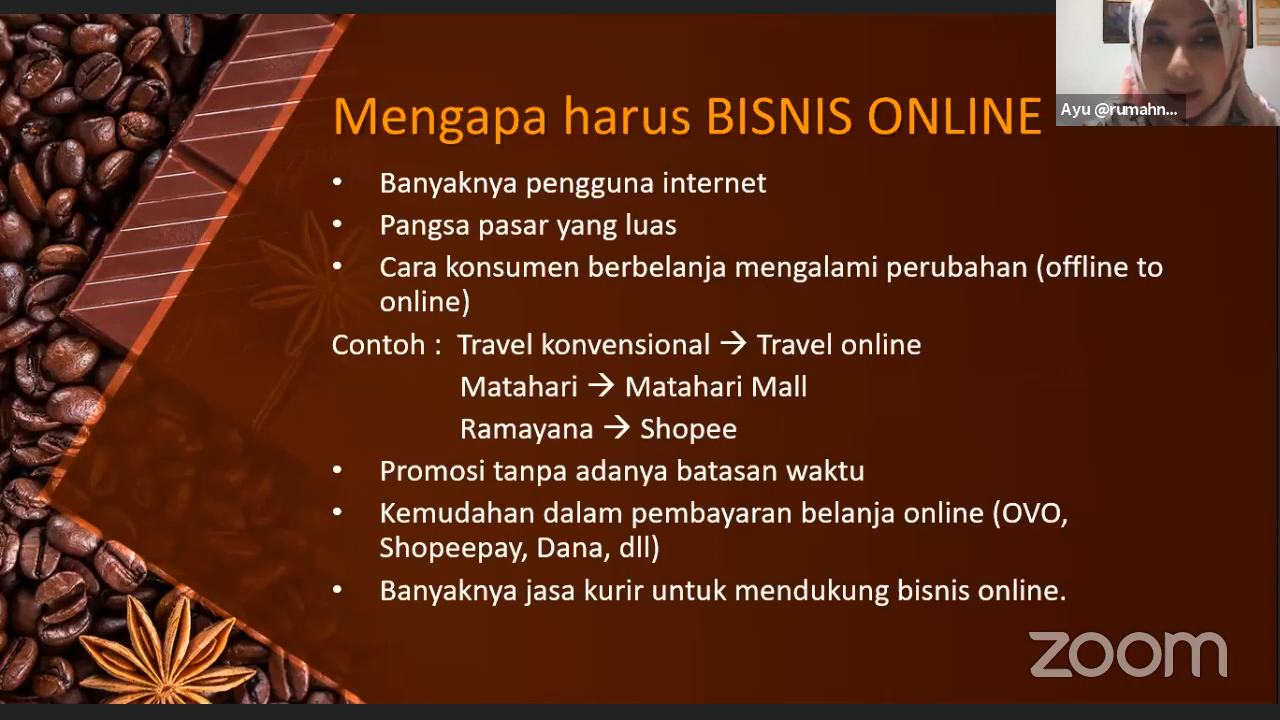 Mengapa harus BISNIS ONLINE
Ayu @rumahn...
• Banyaknya pengguna internet
• Pangsa pasar yang luas
• Cara konsumen berbelanja mengalami perubahan (offline to
online)
Contoh : Travel konvensional → Travel online
Matahari → Matahari Mall
Ramayana → Shopee
• Promosi tanpa adanya batasan waktu
• Kemudahan dalam pembayaran belanja online (OVO,
Shopeepay, Dana, dll)
• Banyaknya jasa kurir untuk mendukung bisnis online.
zoom